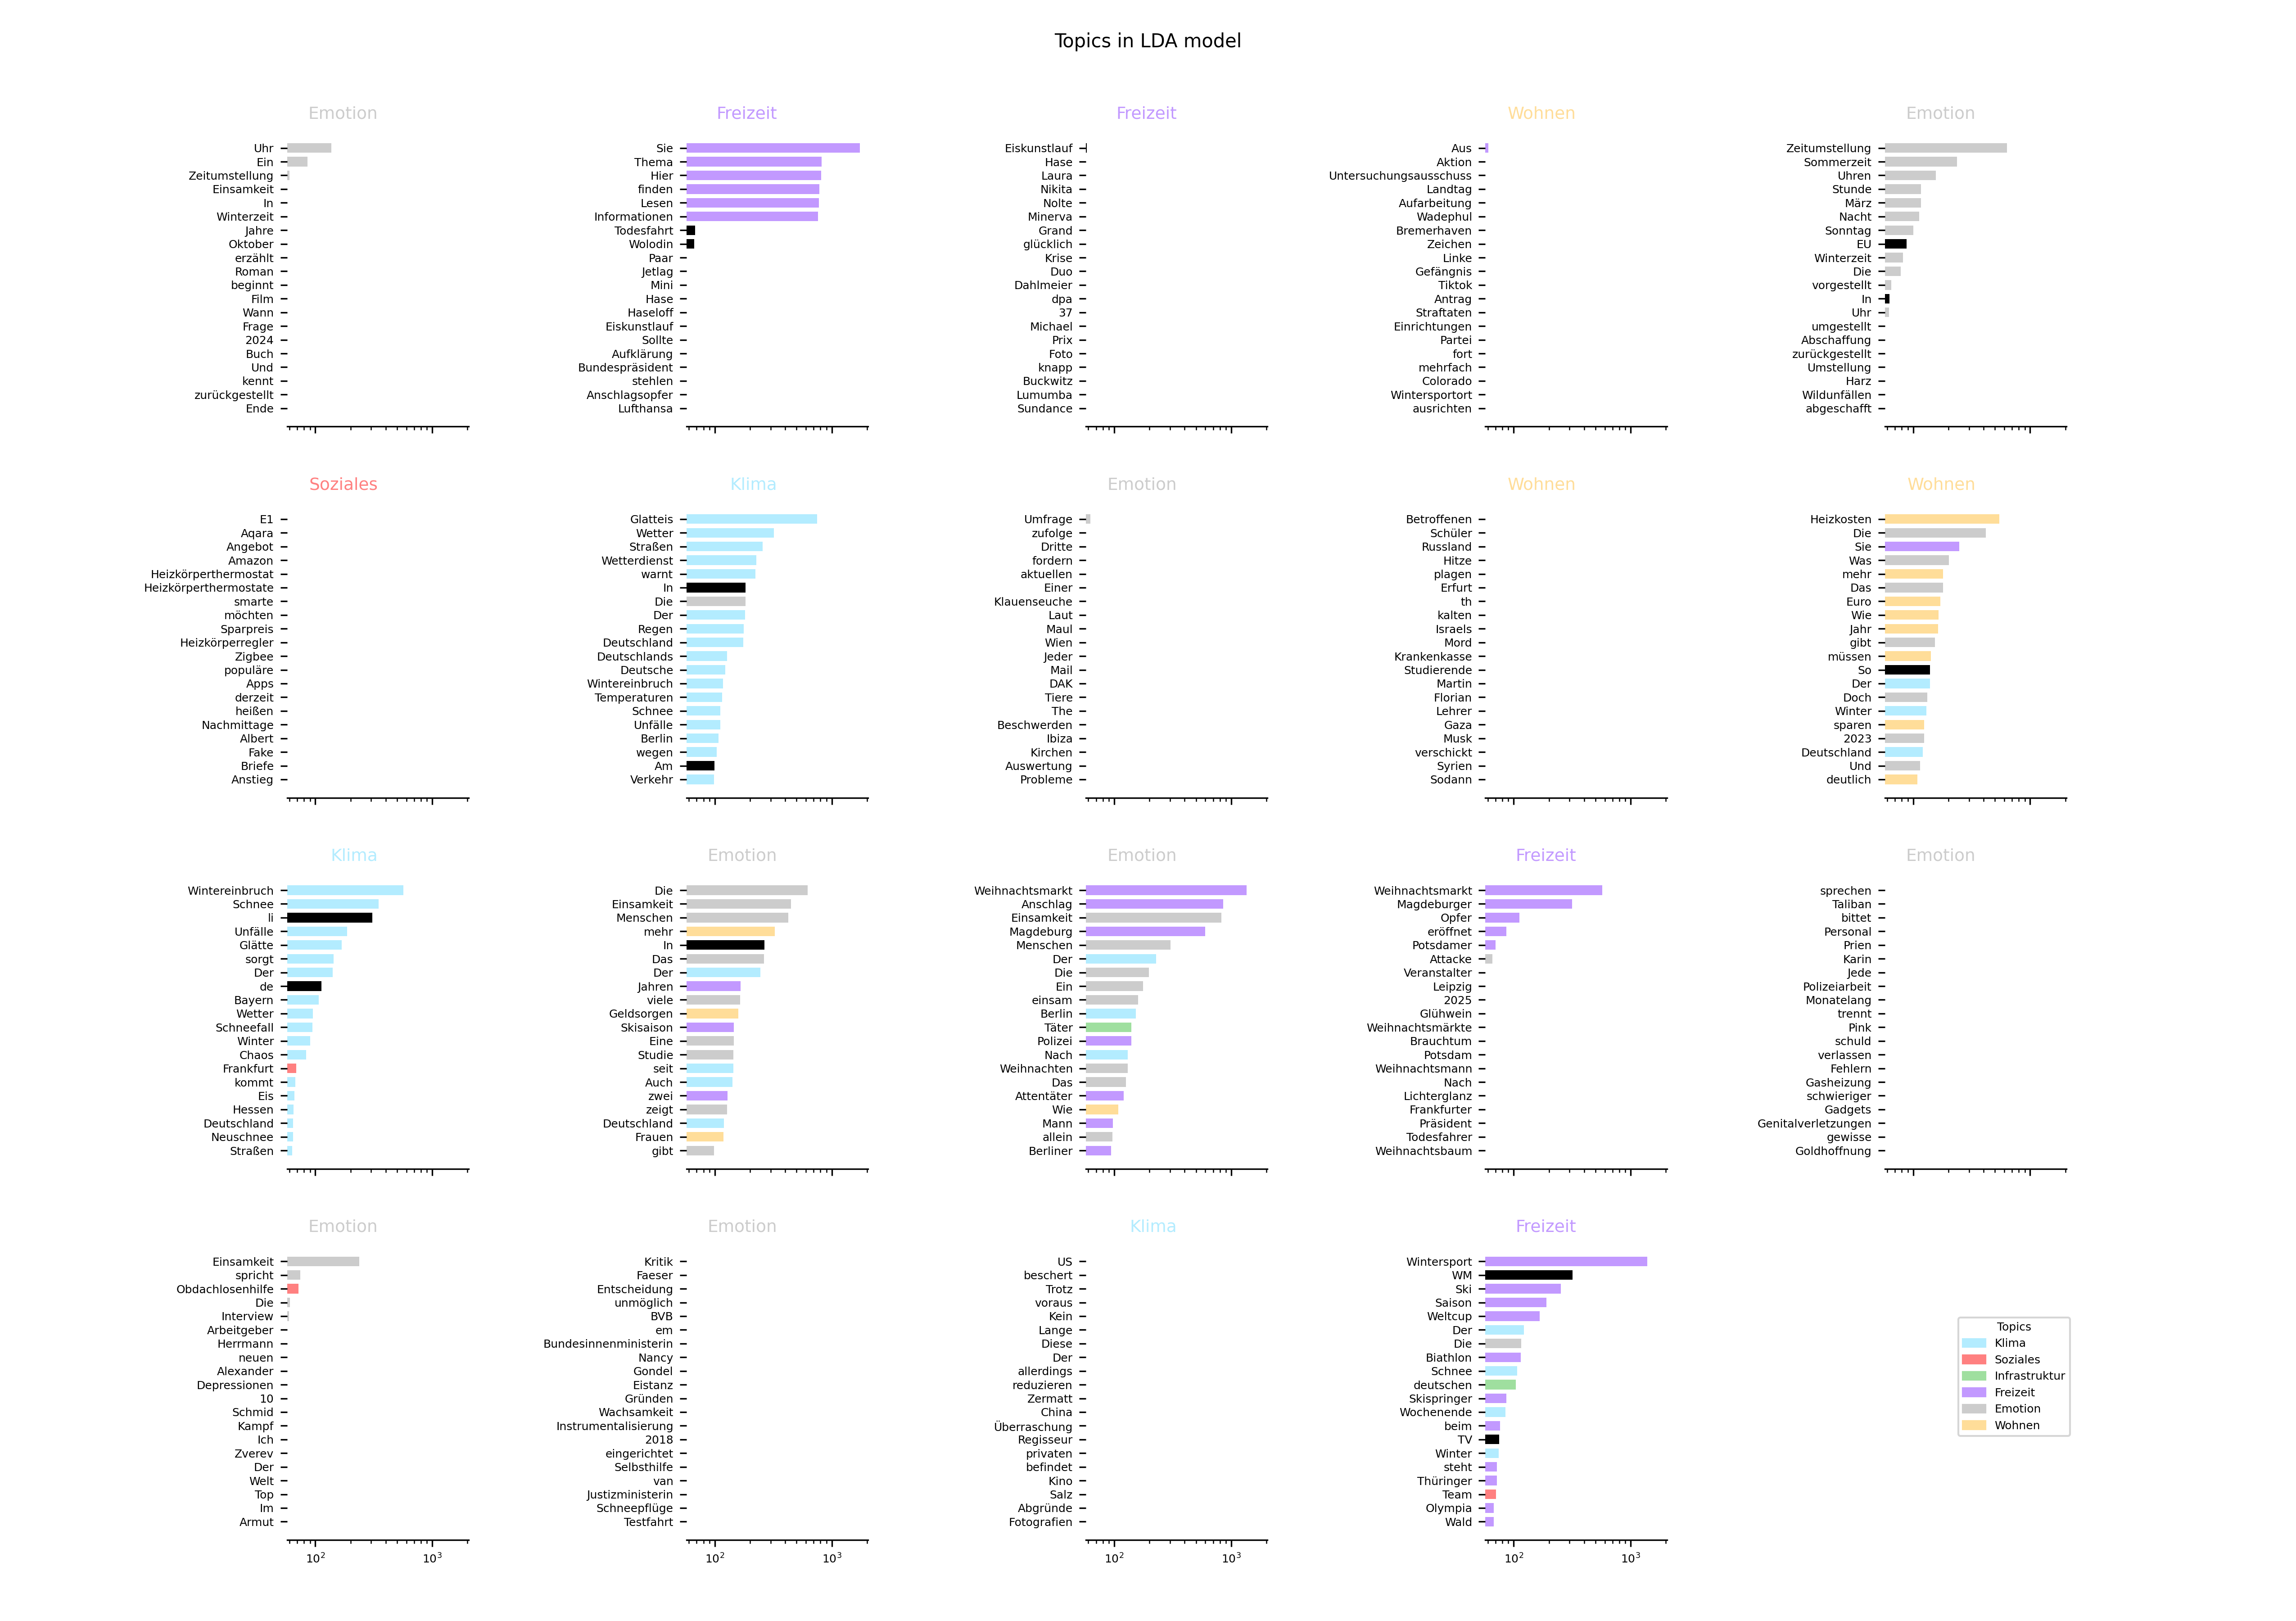 Topics in LDA model
Emotion
Uhr
Ein
Zeitumstellung
Einsamkeit
In
Winterzeit
Jahre
Oktober
erzählt
Roman
beginnt
Film
Wann
Frage
2024
Buch
Und
kennt
zurückgestellt
Ende
Freizeit
Sie
Thema
Hier
finden
Lesen
Informationen
Todesfahrt
Wolodin
Paar
Jetlag
Mini
Hase
Haseloff
Eiskunstlauf
Sollte
Aufklärung
Bundespräsident
stehlen
Anschlagsopfer
Lufthansa
Freizeit
Eiskunstlauf
Hase
Laura
Nikita
Nolte
Minerva
Grand
glücklich
Krise
Duo
Dahlmeier
dpa
37
Michael
Prix
Foto
knapp
Buckwitz
Lumumba
Sundance
Wohnen
Aus
Aktion
Untersuchungsausschuss
Landtag
Aufarbeitung
Wadephul
Bremerhaven
Zeichen
Linke
Gefängnis
Tiktok
Antrag
Straftaten
Einrichtungen
Partei
fort
mehrfach
Colorado
Wintersportort
ausrichten
Emotion
Zeitumstellung
Sommerzeit
Uhren
Stunde
März
Nacht
Sonntag
EU
Winterzeit
Die
vorgestellt
In
Uhr
umgestellt
Abschaffung
zurückgestellt
Umstellung
Harz
Wildunfällen
abgeschafft
Soziales
E1
Aqara
Angebot
Amazon
Heizkörperthermostat
Heizkörperthermostate
smarte
möchten
Sparpreis
Heizkörperregler
Zigbee
populäre
Apps
derzeit
heißen
Nachmittage
Albert
Fake
Briefe
Anstieg
Klima
Glatteis
Wetter
Straßen
Wetterdienst
warnt
In
Die
Der
Regen
Deutschland
Deutschlands
Deutsche
Wintereinbruch
Temperaturen
Schnee
Unfälle
Berlin
wegen
Am
Verkehr
Emotion
Umfrage
zufolge
Dritte
fordern
aktuellen
Einer
Klauenseuche
Laut
Maul
Wien
Jeder
Mail
DAK
Tiere
The
Beschwerden
Ibiza
Kirchen
Auswertung
Probleme
Wohnen
Betroffenen
Schüler
Russland
Hitze
plagen
Erfurt
th
kalten
Israels
Mord
Krankenkasse
Studierende
Martin
Florian
Lehrer
Gaza
Musk
verschickt
Syrien
Sodann
Wohnen
Heizkosten
Die
Sie
Was
mehr
Das
Euro
Wie
Jahr
gibt
müssen
So
Der
Doch
Winter
sparen
2023
Deutschland
Und
deutlich
Klima
Wintereinbruch
Schnee
li
Unfälle
Glätte
sorgt
Der
de
Bayern
Wetter
Schneefall
Winter
Chaos
Frankfurt
kommt
Eis
Hessen
Deutschland
Neuschnee
Straßen
Emotion
Die
Einsamkeit
Menschen
mehr
In
Das
Der
Jahren
viele
Geldsorgen
Skisaison
Eine
Studie
seit
Auch
zwei
zeigt
Deutschland
Frauen
gibt
Emotion
Weihnachtsmarkt
Anschlag
Einsamkeit
Magdeburg
Menschen
Der
Die
Ein
einsam
Berlin
Täter
Polizei
Nach
Weihnachten
Das
Attentäter
Wie
Mann
allein
Berliner
Freizeit
Weihnachtsmarkt
Magdeburger
Opfer
eröffnet
Potsdamer
Attacke
Veranstalter
Leipzig
2025
Glühwein
Weihnachtsmärkte
Brauchtum
Potsdam
Weihnachtsmann
Nach
Lichterglanz
Frankfurter
Präsident
Todesfahrer
Weihnachtsbaum
Emotion
sprechen
Taliban
bittet
Personal
Prien
Karin
Jede
Polizeiarbeit
Monatelang
trennt
Pink
schuld
verlassen
Fehlern
Gasheizung
schwieriger
Gadgets
Genitalverletzungen
gewisse
Goldhoffnung
Emotion
Einsamkeit
spricht
Obdachlosenhilfe
Die
Interview
Arbeitgeber
Herrmann
neuen
Alexander
Depressionen
10
Schmid
Kampf
Ich
Zverev
Der
Welt
Top
Im
Armut
10²
10³
Emotion
Kritik
Faeser
Entscheidung
unmöglich
BVB
em
Bundesinnenministerin
Nancy
Gondel
Eistanz
Gründen
Wachsamkeit
Instrumentalisierung
2018
eingerichtet
Selbsthilfe
van
Justizministerin
Schneepflüge
Testfahrt
10²
10³
Klima
US
beschert
Trotz
voraus
Kein
Lange
Diese
Der
allerdings
reduzieren
Zermatt
China
Überraschung
Regisseur
privaten
befindet
Kino
Salz
Abgründe
Fotografien
10²
10³
Freizeit
Wintersport
WM
Ski
Saison
Weltcup
Der
Die
Biathlon
Schnee
deutschen
Skispringer
Wochenende
beim
TV
Winter
steht
Thüringer
Team
Olympia
Wald
10²
10³
Topics
Klima
Soziales
Infrastruktur
Freizeit
Emotion
Wohnen